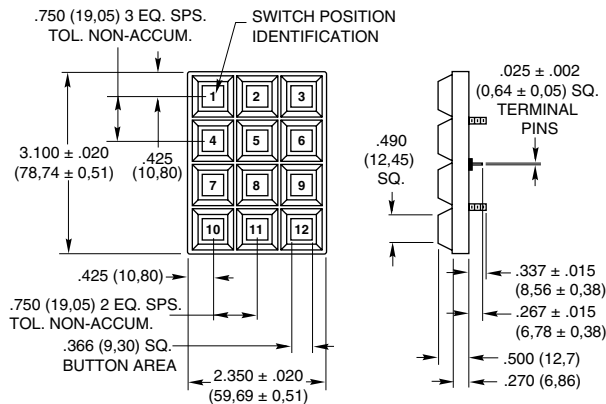 .750 (19,05) 3 EQ. SPS.
TOL. NON-ACCUM.
SWITCH POSITION
IDENTIFICATION
1
2
3
4
5
6
7
8
9
10
11
12
3.100 ± .020
(78,74 ± 0,51)
.425
(10,80)
.425 (10,80)
.750 (19,05) 2 EQ. SPS.
TOL. NON-ACCUM.
.366 (9,30) SQ.
BUTTON AREA
2.350 ± .020
(59,69 ± 0,51)
.025 ± .002
(0,64 ± 0,05) SQ.
TERMINAL
PINS
.490
(12,45)
SQ.
.337 ± .015
(8,56 ± 0,38)
.267 ± .015
(6,78 ± 0,38)
.500 (12,7)
.270 (6,86)